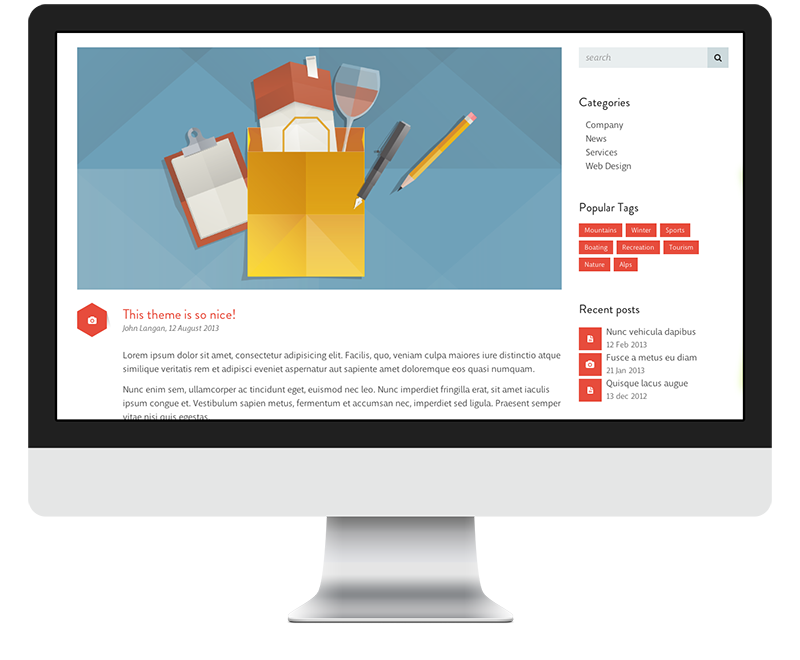 search
Categories
Company
News
Services
Web Design
Popular Tags
Mountains Winter Sports
Boating Recreation Tourism
Nature Alps
This theme is so nice!
John Langan, 12 August 2013
Lorem ipsum dolor sit amet, consectetur adipisicing elit. Facilis, quo, veniam culpa maiores iure distinctio atque
similique veritatis rem et adipisci eveniet aspernatur aut sapiente amet doloremque eos quasi numquam.
Nunc enim sem, ullamcorper ac tincidunt eget, euismod nec leo. Nunc imperdiet fringilla erat, sit amet iaculis
ipsum congue et. Vestibulum sapien metus, fermentum et accumsan nec, imperdiet sed ligula. Praesent semper
vitae nisi quis egestas.
Recent posts
Nunc vehicula dapibus
12 Feb 2013
Fusce a metus eu diam
21 Jan 2013
Quisque lacus augue
13 dec 2012